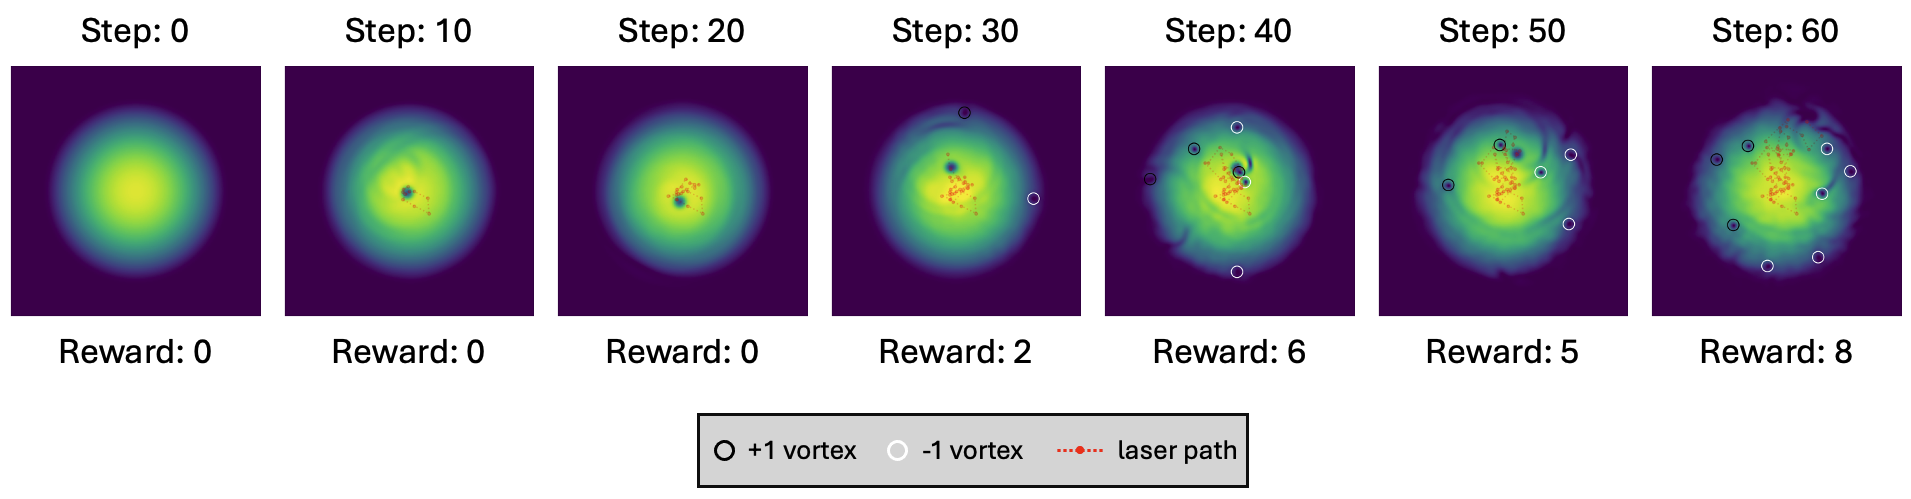 Step: 0 Step: 10 Step: 20 Step: 30 Step: 40 Step: 50 Step: 60
Reward: 0 Reward: 0 Reward: 0 Reward: 2 Reward: 6 Reward: 5 Reward: 8
+1 vortex -1 vortex laser path